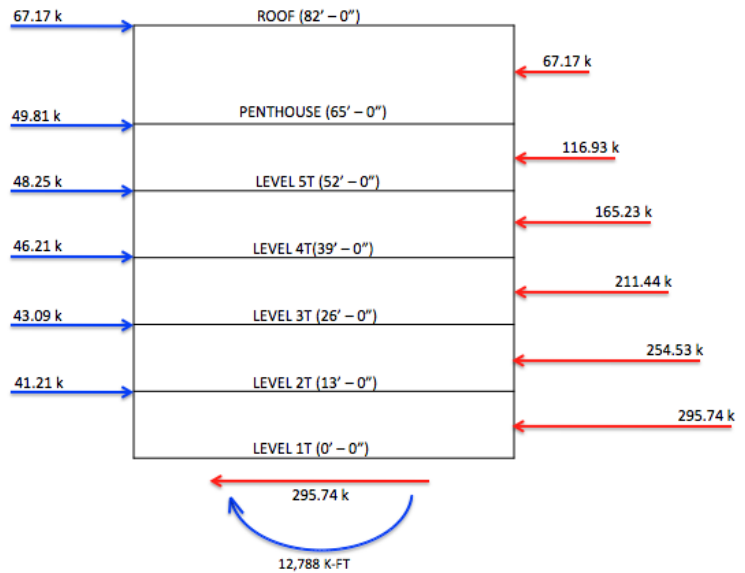 67.17 k
ROOF (82' – 0")
67.17 k
49.81 k
PENTHOUSE (65' – 0")
116.93 k
48.25 k
LEVEL 5T (52' – 0")
165.23 k
46.21 k
LEVEL 4T(39' – 0")
211.44 k
43.09 k
LEVEL 3T (26' – 0")
254.53 k
41.21 k
LEVEL 2T (13' – 0")
295.74 k
LEVEL 1T (0' – 0")
295.74 k
12,788 K-FT